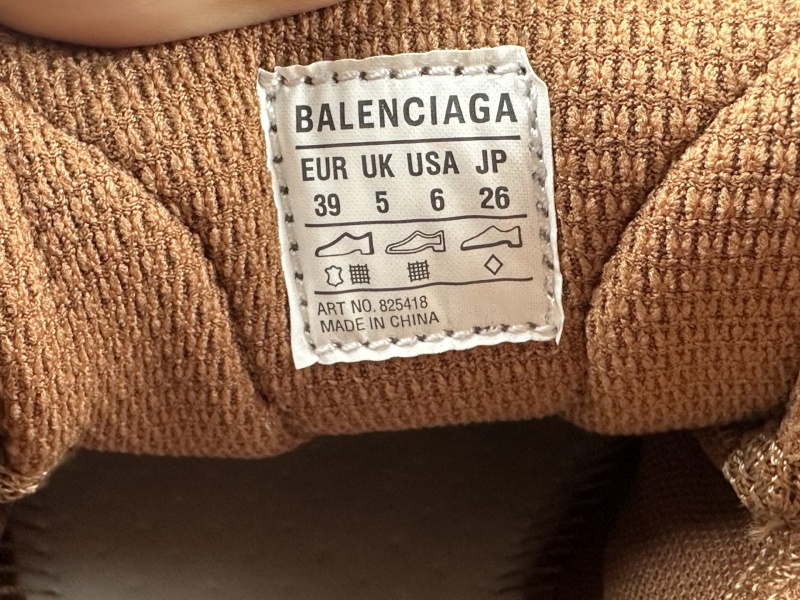 BALENCIAGA
EUR UK USA JP
39 5 6 26
ART NO. 825418
MADE IN CHINA